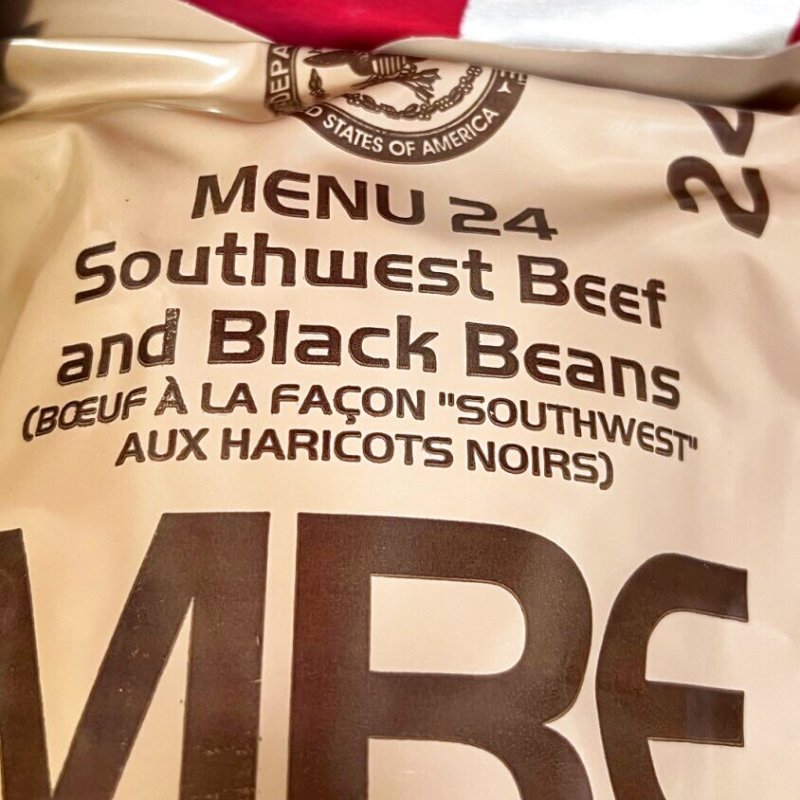 STATES OF AMERICA
24
MENU 24
Southwest Beef
and Black Beans
(BŒUF À LA FAÇON "SOUTHWEST"
AUX HARICOTS NOIRS)
MRE